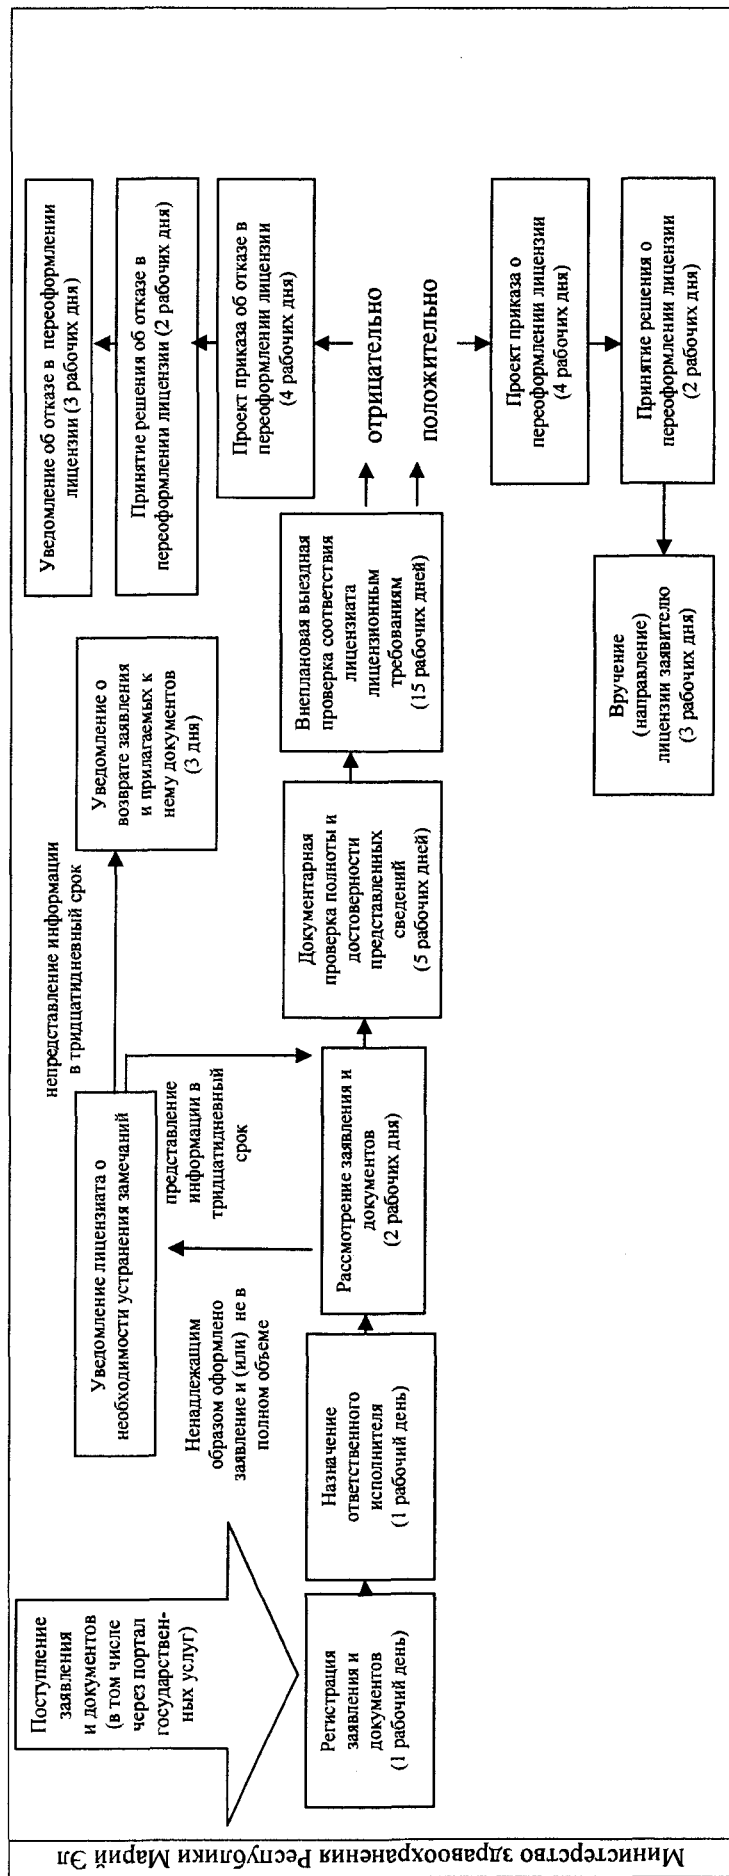 Министерство здравоохранения Республики Марий Эл
Поступление
заявления
и документов
(в том числе
через портал
государствен-
ных услуг)
Регистрация
заявления и
документов
(1 рабочий день)
Назначение
ответственного
исполнителя
(1 рабочий день)
Рассмотрение заявления и
документов
(2 рабочих дня)
Ненадлежащим
образом оформлено
заявление и (или) не в
полном объеме
Уведомление лицензиата о
необходимости устранения замечаний
представление
информации в
тридцатидневный
срок
непредставление информации
в тридцатидневный срок
Уведомление о
возврате заявления
и прилагаемых к
нему документов
(3 дня)
Документарная
проверка полноты и
достоверности
представленных
сведений
(5 рабочих дней)
Внеплановая выездная
проверка соответствия
лицензиата
лицензионным
требованиям
(15 рабочих дней)
отрицательно
положительно
Проект приказа об отказе в
переоформлении лицензии
(4 рабочих дня)
Принятие решения об отказе в
переоформлении лицензии (2 рабочих дня)
Уведомление об отказе в переоформлении
лицензии (3 рабочих дня)
Проект приказа о
переоформлении лицензии
(4 рабочих дня)
Принятие решения о
переоформлении лицензии
(2 рабочих дня)
Вручение
(направление)
лицензии заявителю
(3 рабочих дня)